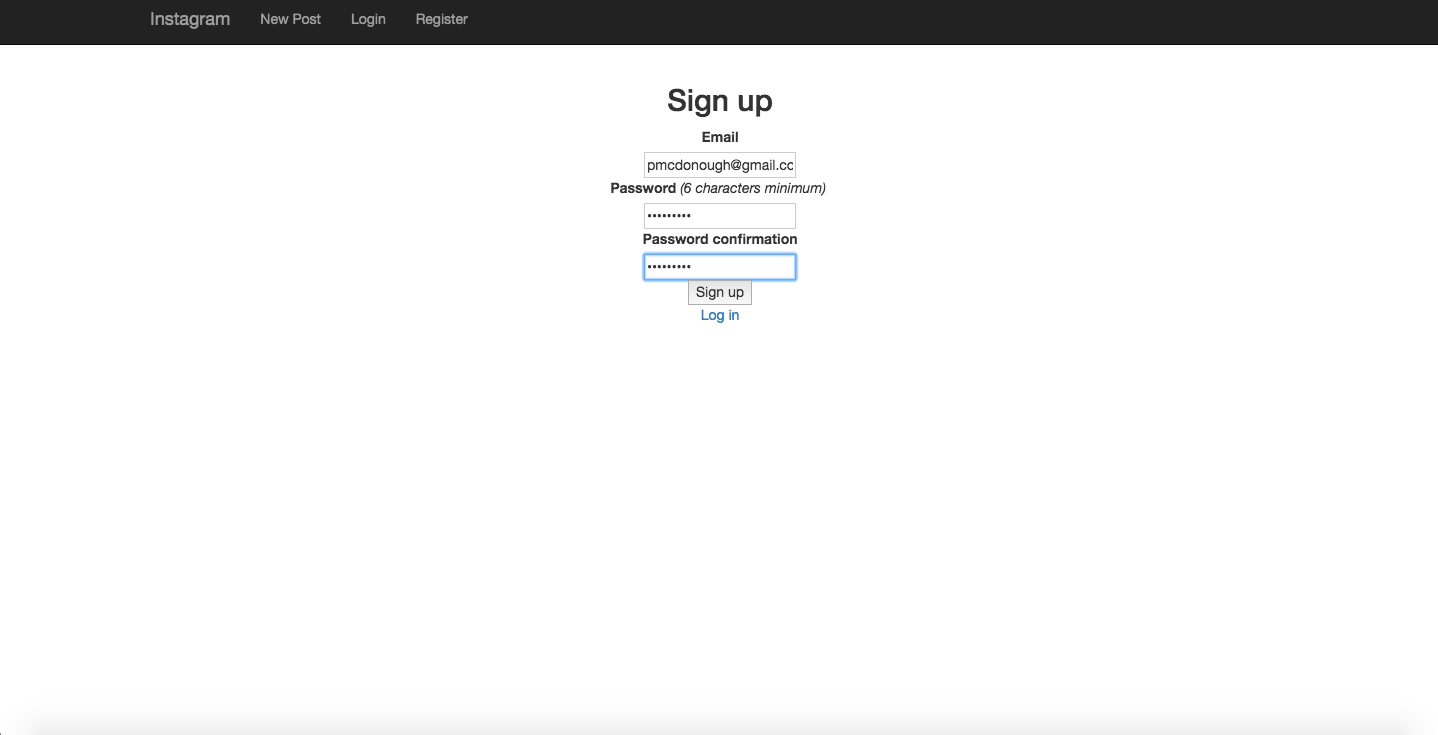 Instagram New Post Login Register
Sign up
Email
pmcdonough@gmail.cc
Password (6 characters minimum)
•••••••••
Password confirmation
•••••••••
Sign up
Log in